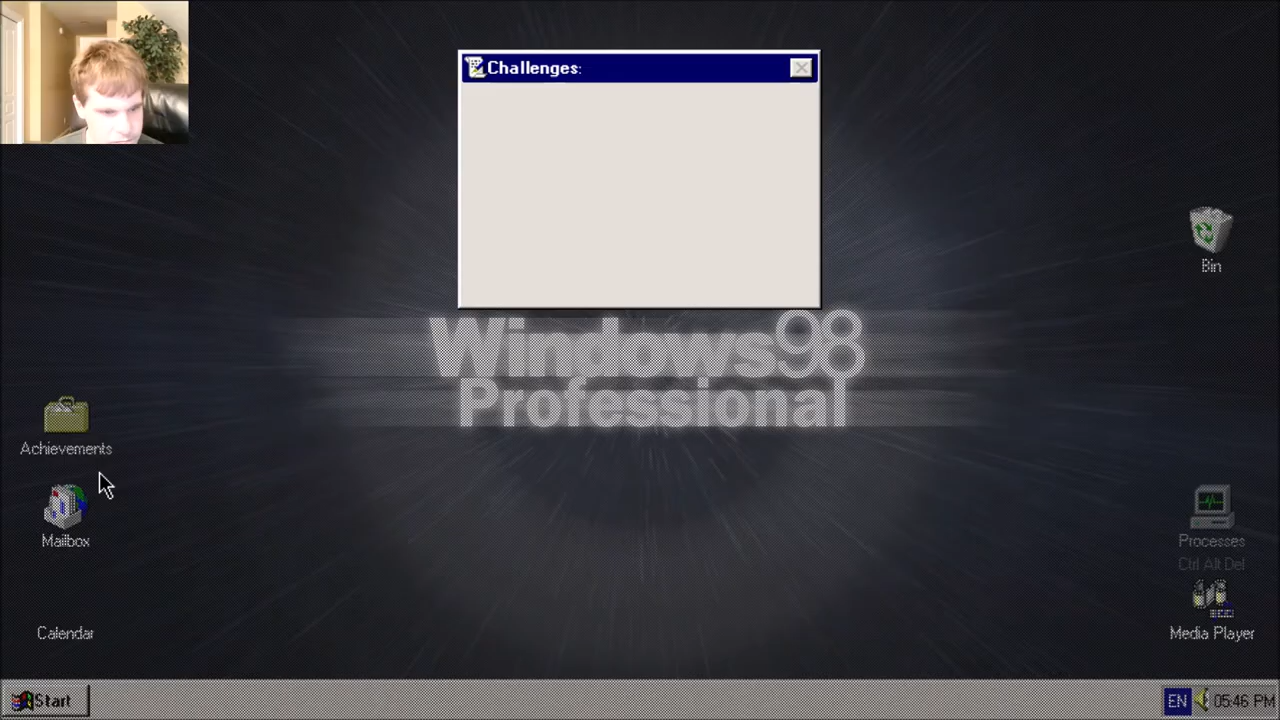 Challenges:
Bin
Windows98
Professional
Achievements
Mailbox
Processes
Ctrl Alt Del
Calendar
Media Player
Start
EN
05:46 PM